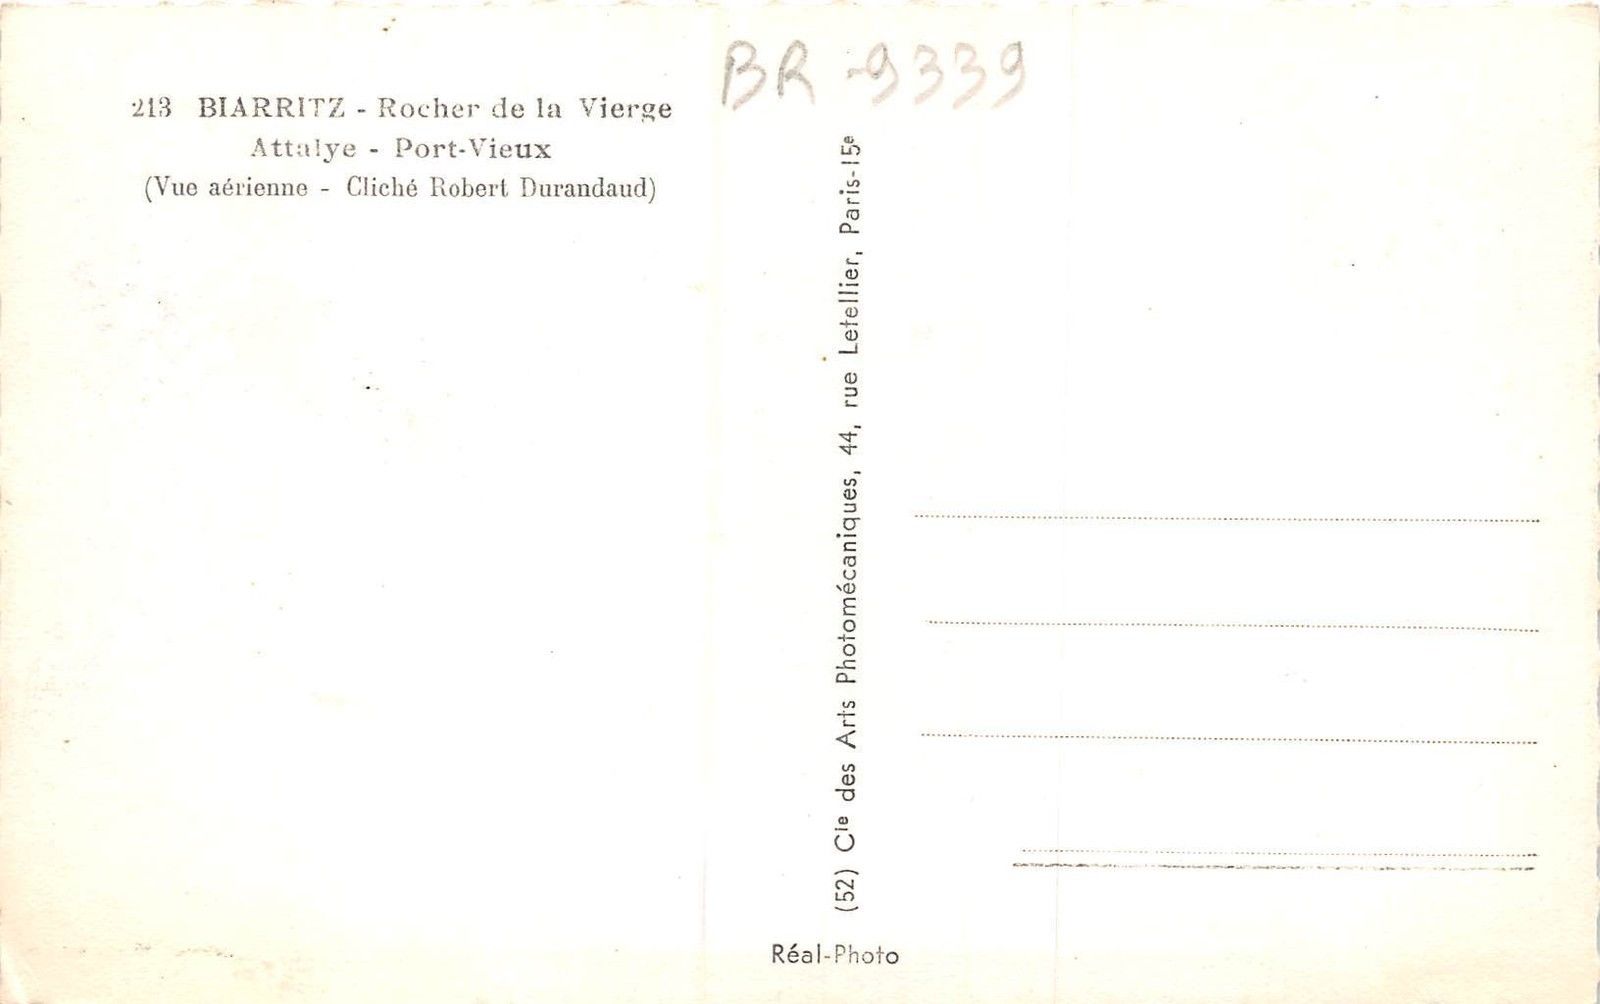 213 BIARRITZ - Rocher de la Vierge
Attalye - Port-Vieux
(Vue aérienne - Cliché Robert Durandaud)
BR-9339
(52) Cie des Arts Photomécaniques, 44, rue Letellier, Paris-15e
Réal-Photo